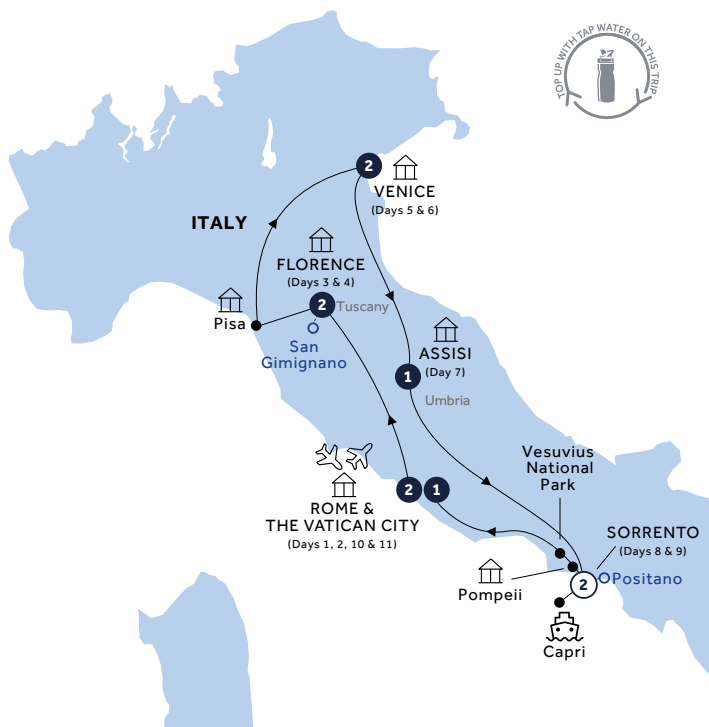 TOP UP WITH TAP WATER ON THIS TRIP
2
VENICE
(Days 5 & 6)
ITALY
FLORENCE
(Days 3 & 4)
2
Tuscany
Pisa
San
Gimignano
ASSISI
(Day 7)
1
Umbria
Vesuvius
National
Park
2
1
ROME &
THE VATICAN CITY
(Days 1, 2, 10 & 11)
SORRENTO
(Days 8 & 9)
2
Positano
Pompeii
Capri